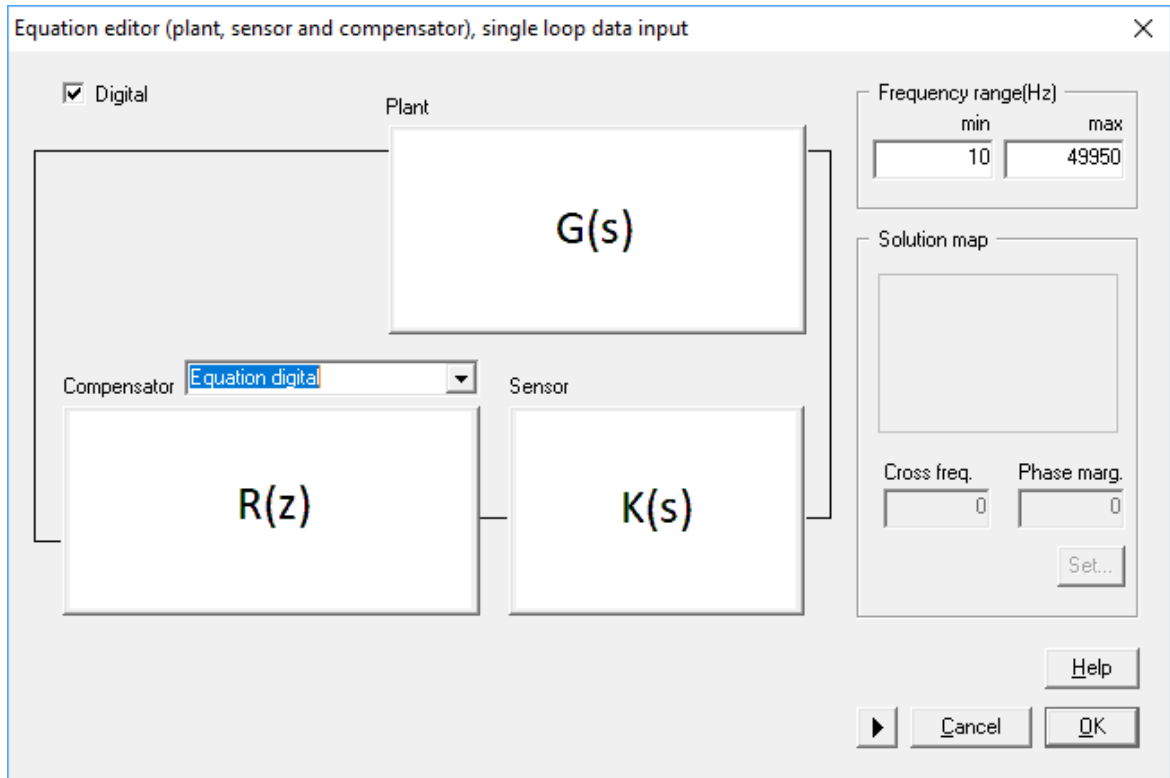 Equation editor (plant, sensor and compensator), single loop data input
Digital
Plant
G(s)
Compensator
Equation digital
R(z)
Sensor
K(s)
Frequency range(Hz)
min max
10 49950
Solution map
Cross freq. Phase marg.
0 0
Set...
Help
Cancel OK